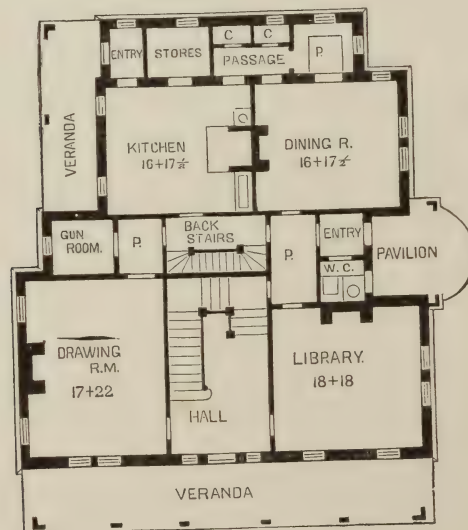 ENTRY
STORES
C
C
PASSAGE
P.
VERANDA
KITCHEN
16+17½
DINING R.
16+17½
GUN
ROOM.
P.
BACK
STAIRS
P.
ENTRY
W.C.
PAVILION
DRAWING
R.M.
17+22
HALL
LIBRARY.
18+18
VERANDA